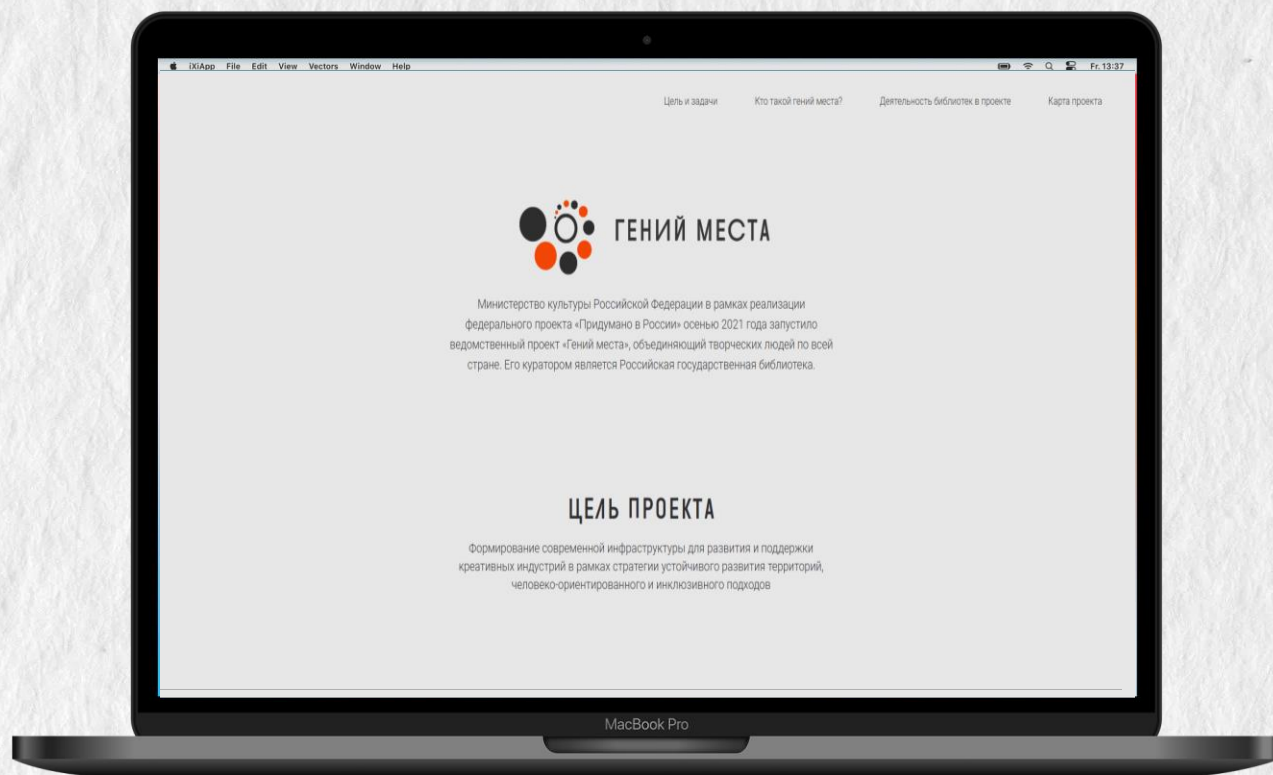 iXiApp File Edit View Vectors Window Help Fr. 13:37
Цель и задачи Кто такой гений места? Деятельность библиотек в проекте Карта проекта
ГЕНИЙ МЕСТА
Министерство культуры Российской Федерации в рамках реализации
федерального проекта «Придумано в России» осенью 2021 года запустило
ведомственный проект «Гений места», объединяющий творческих людей по всей
стране. Его куратором является Российская государственная библиотека.
ЦЕЛЬ ПРОЕКТА
Формирование современной инфраструктуры для развития и поддержки
креативных индустрий в рамках стратегии устойчивого развития территорий,
человеко-ориентированного и инклюзивного подходов
MacBook Pro